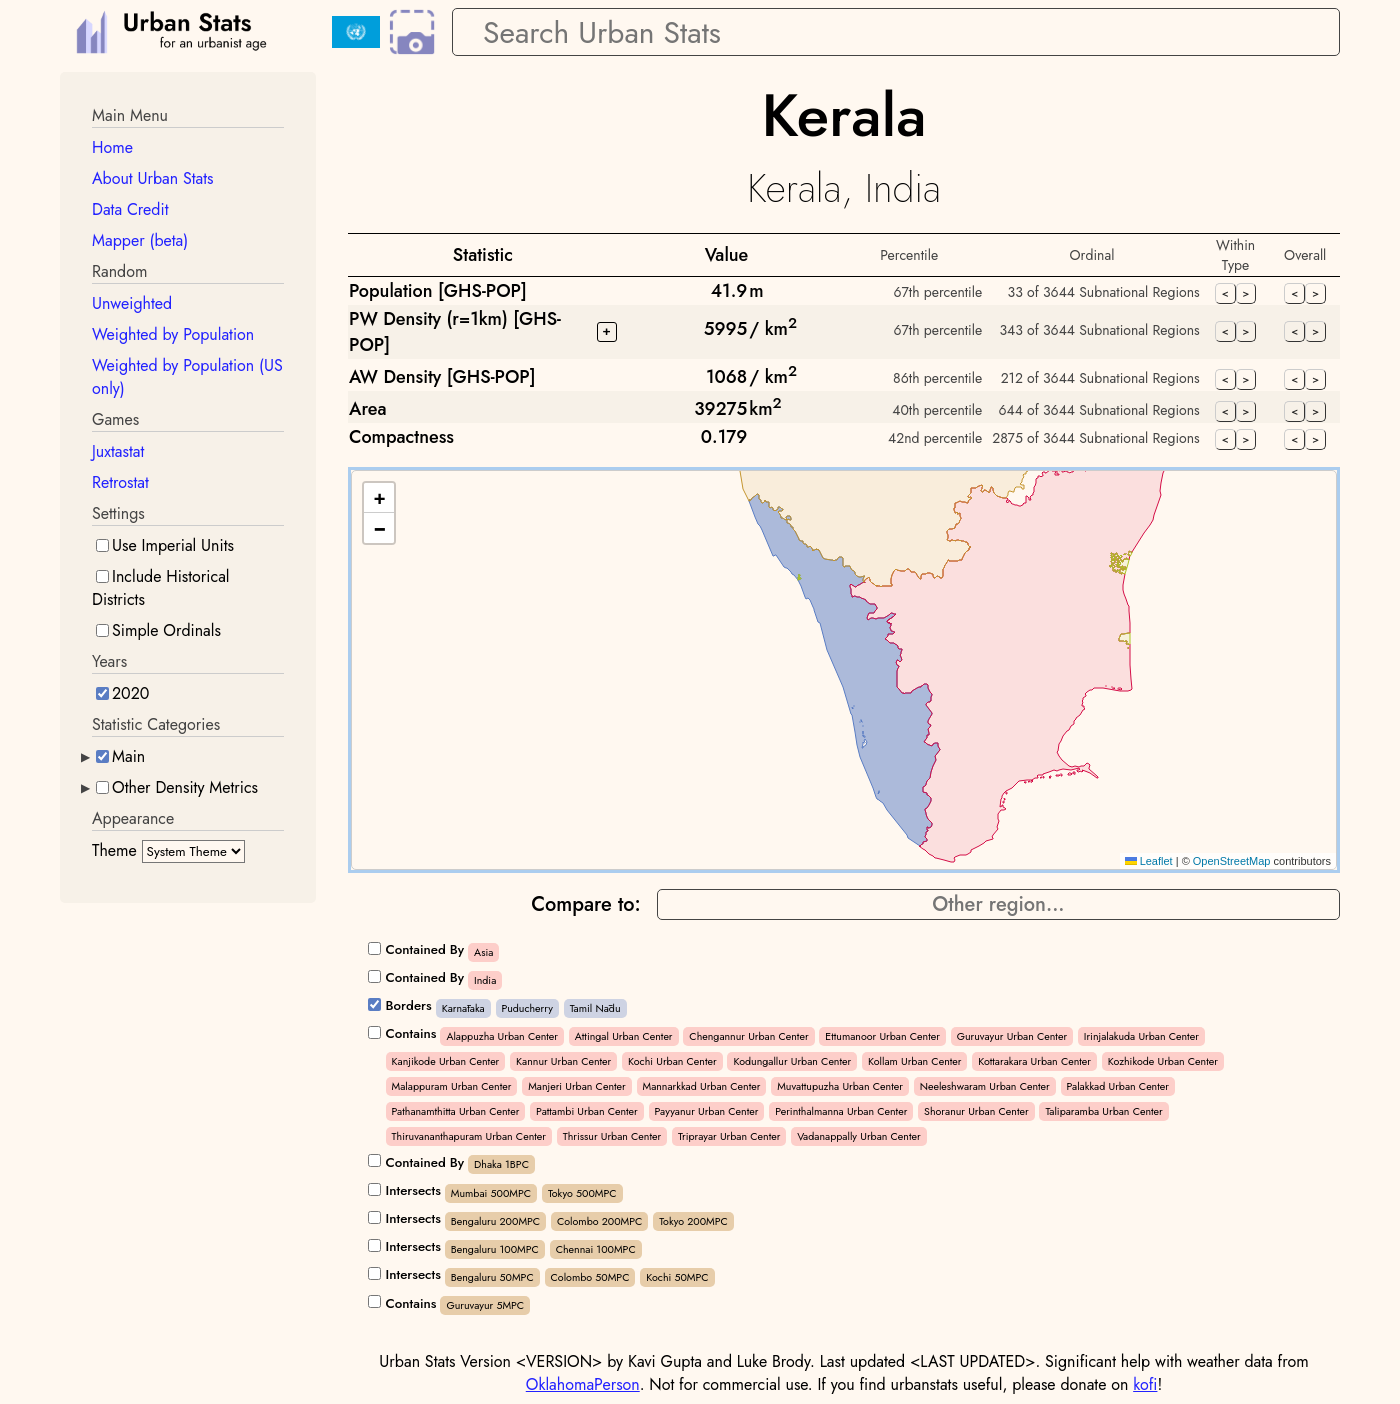 Urban Stats
for an urbanist age
Search Urban Stats
Main Menu
Home
About Urban Stats
Data Credit
Mapper (beta)
Random
Unweighted
Weighted by Population
Weighted by Population (US
only)
Games
Juxtastat
Retrostat
Settings
Use Imperial Units
Include Historical
Districts
Simple Ordinals
Years
2020
Statistic Categories
▶ Main
▶ Other Density Metrics
Appearance
Theme System Theme
Kerala
Kerala, India
Statistic Value Percentile Ordinal Within Type Overall
Population [GHS-POP] 41.9 m 67th percentile 33 of 3644 Subnational Regions < > < >
PW Density (r=1km) [GHS-
POP] + 5995 / km² 67th percentile 343 of 3644 Subnational Regions < > < >
AW Density [GHS-POP] 1068 / km² 86th percentile 212 of 3644 Subnational Regions < > < >
Area 39275 km² 40th percentile 644 of 3644 Subnational Regions < > < >
Compactness 0.179 42nd percentile 2875 of 3644 Subnational Regions < > < >
+
−
Leaflet | © OpenStreetMap contributors
Compare to: Other region...
Contained By Asia
Contained By India
Borders Karnātaka Puducherry Tamil Nādu
Contains Alappuzha Urban Center Attingal Urban Center Chengannur Urban Center Ettumanoor Urban Center Guruvayur Urban Center Irinjalakuda Urban Center
Kanjikode Urban Center Kannur Urban Center Kochi Urban Center Kodungallur Urban Center Kollam Urban Center Kottarakara Urban Center Kozhikode Urban Center
Malappuram Urban Center Manjeri Urban Center Mannarkkad Urban Center Muvattupuzha Urban Center Neeleshwaram Urban Center Palakkad Urban Center
Pathanamthitta Urban Center Pattambi Urban Center Payyanur Urban Center Perinthalmanna Urban Center Shoranur Urban Center Taliparamba Urban Center
Thiruvananthapuram Urban Center Thrissur Urban Center Triprayar Urban Center Vadanappally Urban Center
Contained By Dhaka 1BPC
Intersects Mumbai 500MPC Tokyo 500MPC
Intersects Bengaluru 200MPC Colombo 200MPC Tokyo 200MPC
Intersects Bengaluru 100MPC Chennai 100MPC
Intersects Bengaluru 50MPC Colombo 50MPC Kochi 50MPC
Contains Guruvayur 5MPC
Urban Stats Version <VERSION> by Kavi Gupta and Luke Brody. Last updated <LAST UPDATED>. Significant help with weather data from
OklahomaPerson. Not for commercial use. If you find urbanstats useful, please donate on kofi!